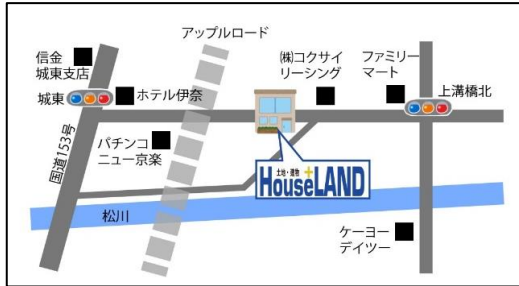 アップルロード
信金
城東支店
㈱コクサイ
リーシング
ファミリー
マート
城東
ホテル伊奈
上溝橋北
国道153号
パチンコ
ニュー京楽
土地・建物
HouseLAND
松川
ケーヨー
デイツー